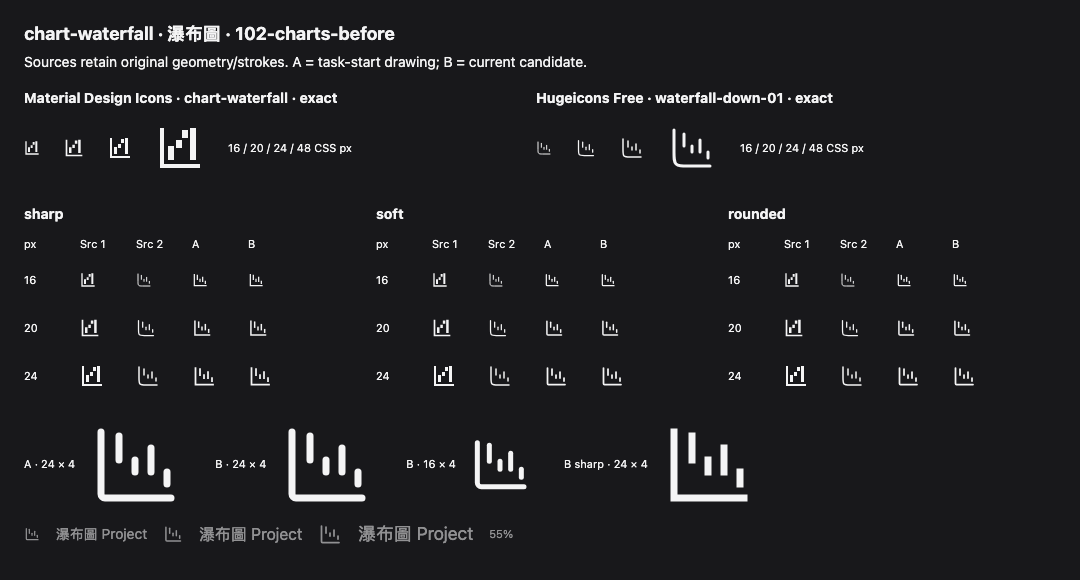 chart-waterfall · 瀑布圖 · 102-charts-before
Sources retain original geometry/strokes. A = task-start drawing; B = current candidate.
Material Design Icons · chart-waterfall · exact
Hugeicons Free · waterfall-down-01 · exact
16 / 20 / 24 / 48 CSS px
16 / 20 / 24 / 48 CSS px
sharp
soft
rounded
px Src 1 Src 2 A B
px Src 1 Src 2 A B
px Src 1 Src 2 A B
16
16
16
20
20
20
24
24
24
A · 24 × 4
B · 24 × 4
B · 16 × 4
B sharp · 24 × 4
瀑布圖 Project
瀑布圖 Project
瀑布圖 Project
55%